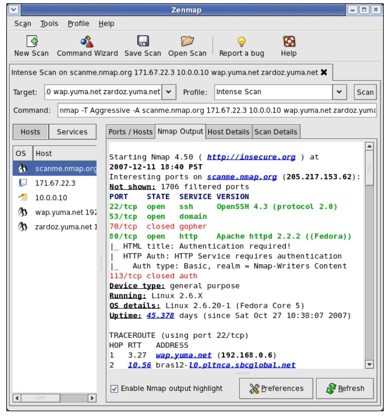 Zenmap
Scan Tools Profile Help
New Scan Command Wizard Save Scan Open Scan Report a bug Help
Intense Scan on scanme.nmap.org 171.67.22.3 10.0.0.10 wap.yuma.net zardoz.yuma.net
Target: .0 wap.yuma.net zardoz.yuma.net Profile: Intense Scan Scan
Command: nmap -T Aggressive -A scanme.nmap.org 171.67.22.3 10.0.0.10 wap.yuma.net zardoz.yuma
Hosts Services
OS Host
scanme.nmap.org
171.67.22.3
10.0.0.10
wap.yuma.net 192
zardoz.yuma.net 1
Ports / Hosts Nmap Output Host Details Scan Details
Starting Nmap 4.50 ( http://insecure.org ) at
2007-12-11 18:40 PST
Interesting ports on scanme.nmap.org (205.217.153.62):
Not shown: 1706 filtered ports
PORT STATE SERVICE VERSION
22/tcp open ssh OpenSSH 4.3 (protocol 2.0)
53/tcp open domain
70/tcp closed gopher
80/tcp open http Apache httpd 2.2.2 ((Fedora))
|_ HTML title: Authentication required!
| HTTP Auth: HTTP Service requires authentication
|_ Auth type: Basic, realm = Nmap-Writers Content
113/tcp closed auth
Device type: general purpose
Running: Linux 2.6.X
OS details: Linux 2.6.20-1 (Fedora Core 5)
Uptime: 45.378 days (since Sat Oct 27 10:38:07 2007)
TRACEROUTE (using port 22/tcp)
HOP RTT ADDRESS
1 3.27 wap.yuma.net (192.168.0.6)
2 10.56 bras12-l0.pltnca.sbcglobal.net
Enable Nmap output highlight Preferences Refresh